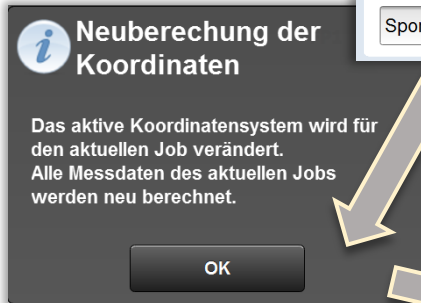 Neuberechung der
Koordinaten
Das aktive Koordinatensystem wird für
den aktuellen Job verändert.
Alle Messdaten des aktuellen Jobs
werden neu berechnet.
OK